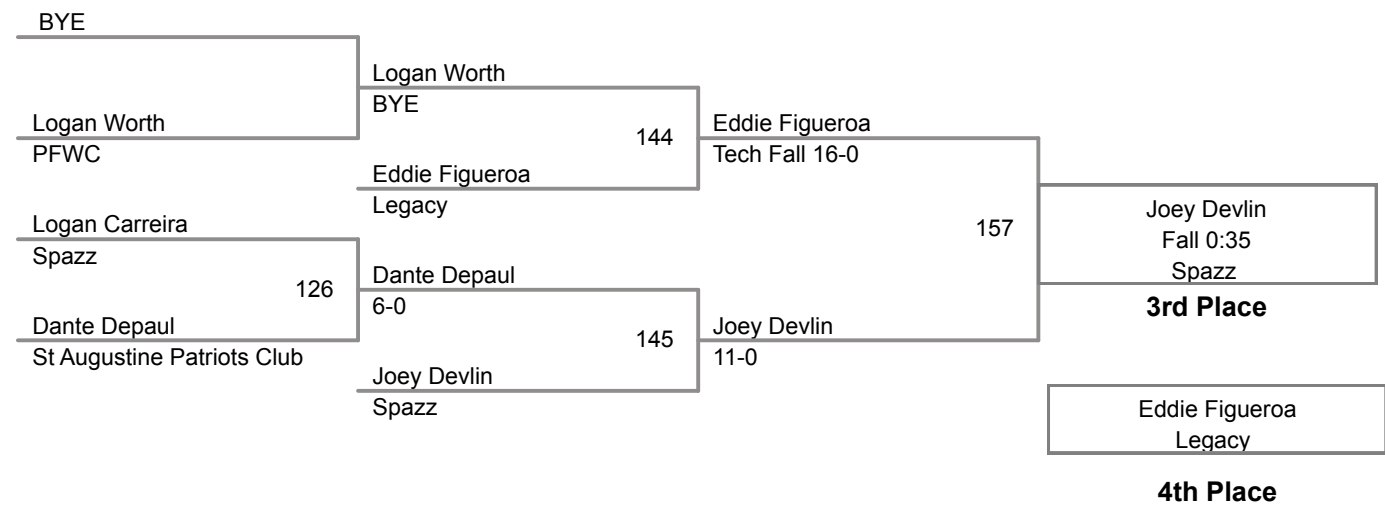 BYE
Logan Worth
PFWC
Logan Carreira
Spazz
126
Dante Depaul
St Augustine Patriots Club
Logan Worth
BYE
144
Eddie Figueroa
Legacy
Dante Depaul
6-0
145
Joey Devlin
Spazz
Eddie Figueroa
Tech Fall 16-0
157
Joey Devlin
11-0
Joey Devlin
Fall 0:35
Spazz
3rd Place
Eddie Figueroa
Legacy
4th Place